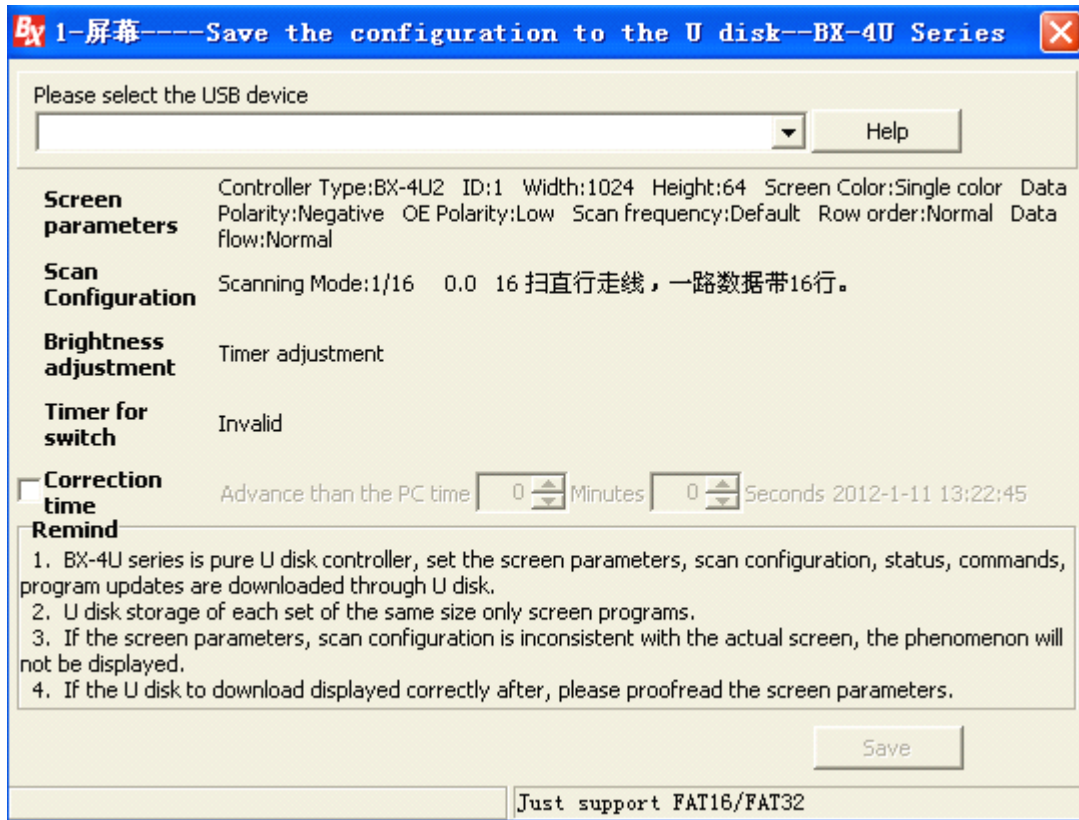 BX 1-屏幕----Save the configuration to the U disk--BX-4U Series
Please select the USB device
Help
Screen parameters
Controller Type:BX-4U2 ID:1 Width:1024 Height:64 Screen Color:Single color Data
Polarity:Negative OE Polarity:Low Scan frequency:Default Row order:Normal Data
flow:Normal
Scan Configuration
Scanning Mode:1/16 0.0 16 扫直行走线，一路数据带16行。
Brightness adjustment
Timer adjustment
Timer for switch
Invalid
Correction time
Advance than the PC time 0 Minutes 0 Seconds 2012-1-11 13:22:45
Remind
1. BX-4U series is pure U disk controller, set the screen parameters, scan configuration, status, commands,
program updates are downloaded through U disk.
2. U disk storage of each set of the same size only screen programs.
3. If the screen parameters, scan configuration is inconsistent with the actual screen, the phenomenon will
not be displayed.
4. If the U disk to download displayed correctly after, please proofread the screen parameters.
Save
Just support FAT16/FAT32